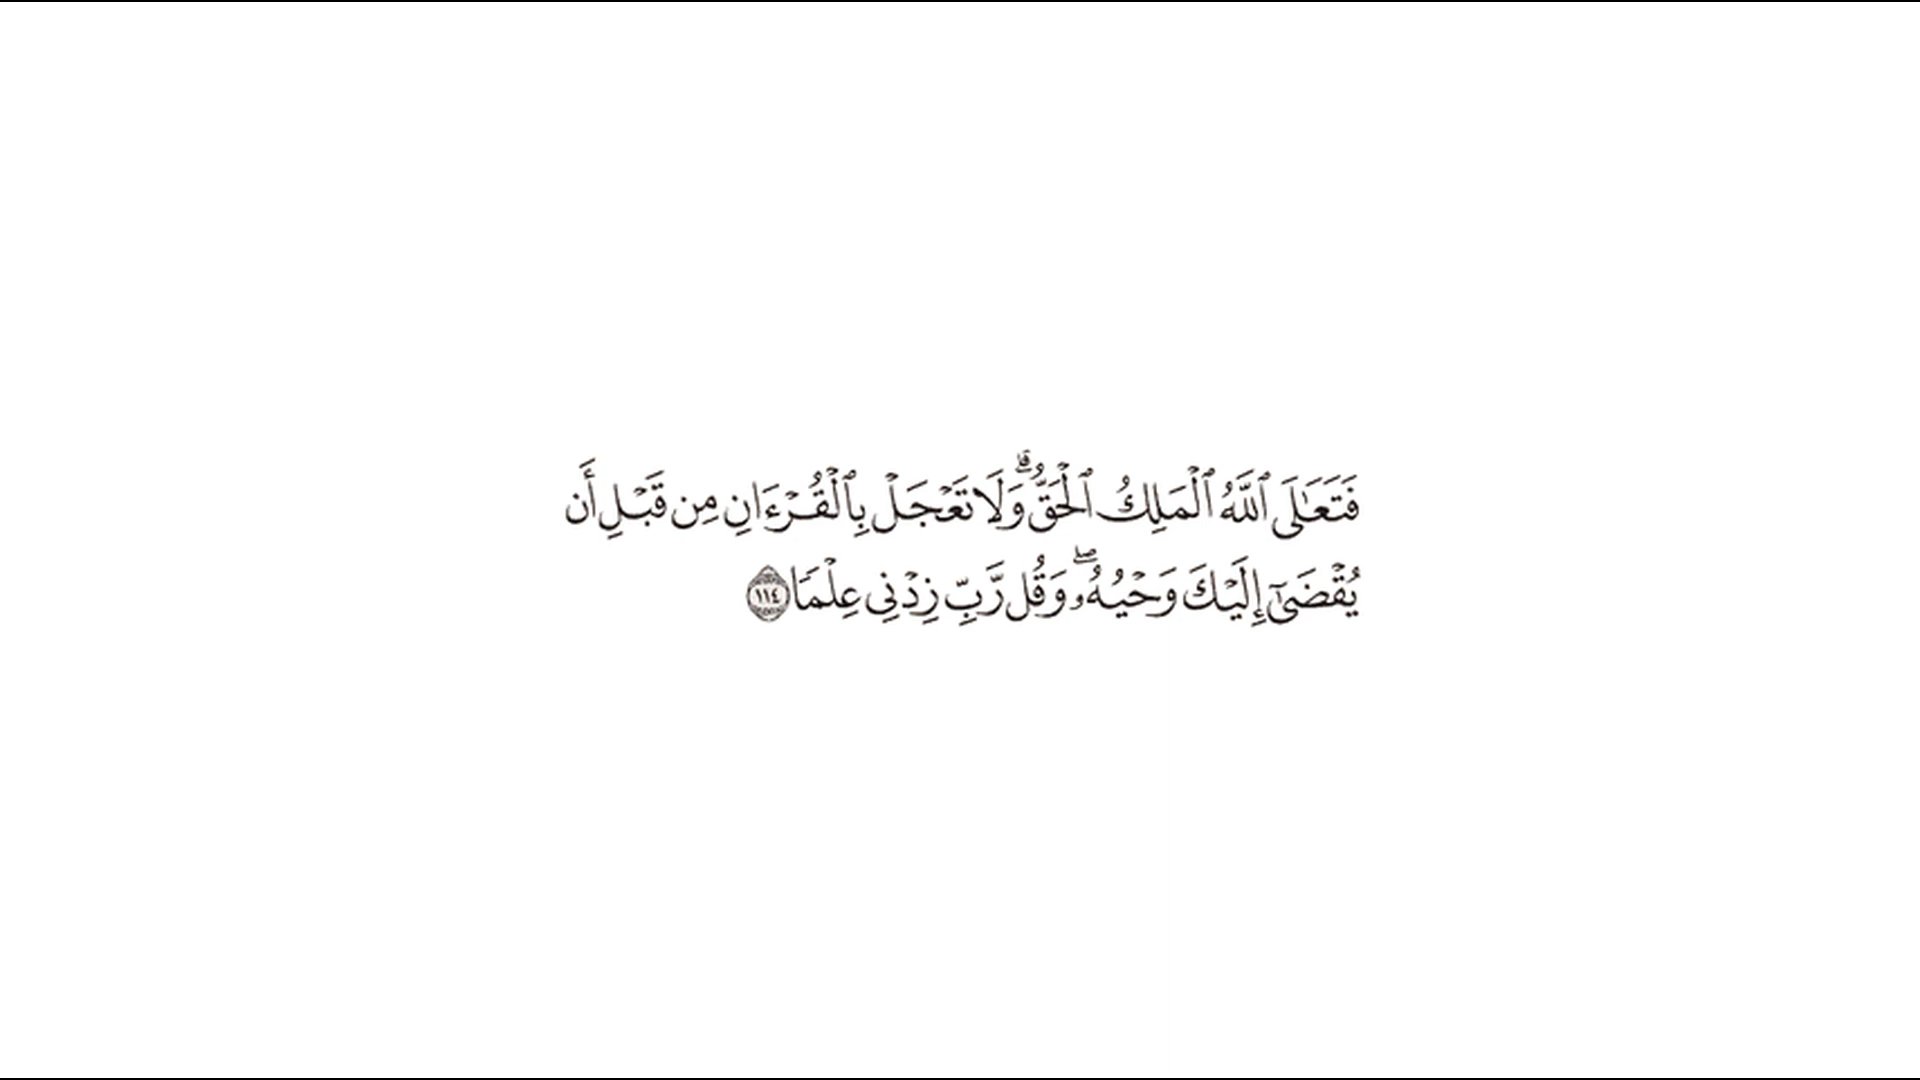 فَتَعَٰلَى ٱللَّهُ ٱلْمَلِكُ ٱلْحَقُّ ۗ وَلَا تَعْجَلْ بِٱلْقُرْءَانِ مِن قَبْلِ أَن
يُقْضَىٰٓ إِلَيْكَ وَحْيُهُۥ ۖ وَقُل رَّبِّ زِدْنِى عِلْمًا ١١٤